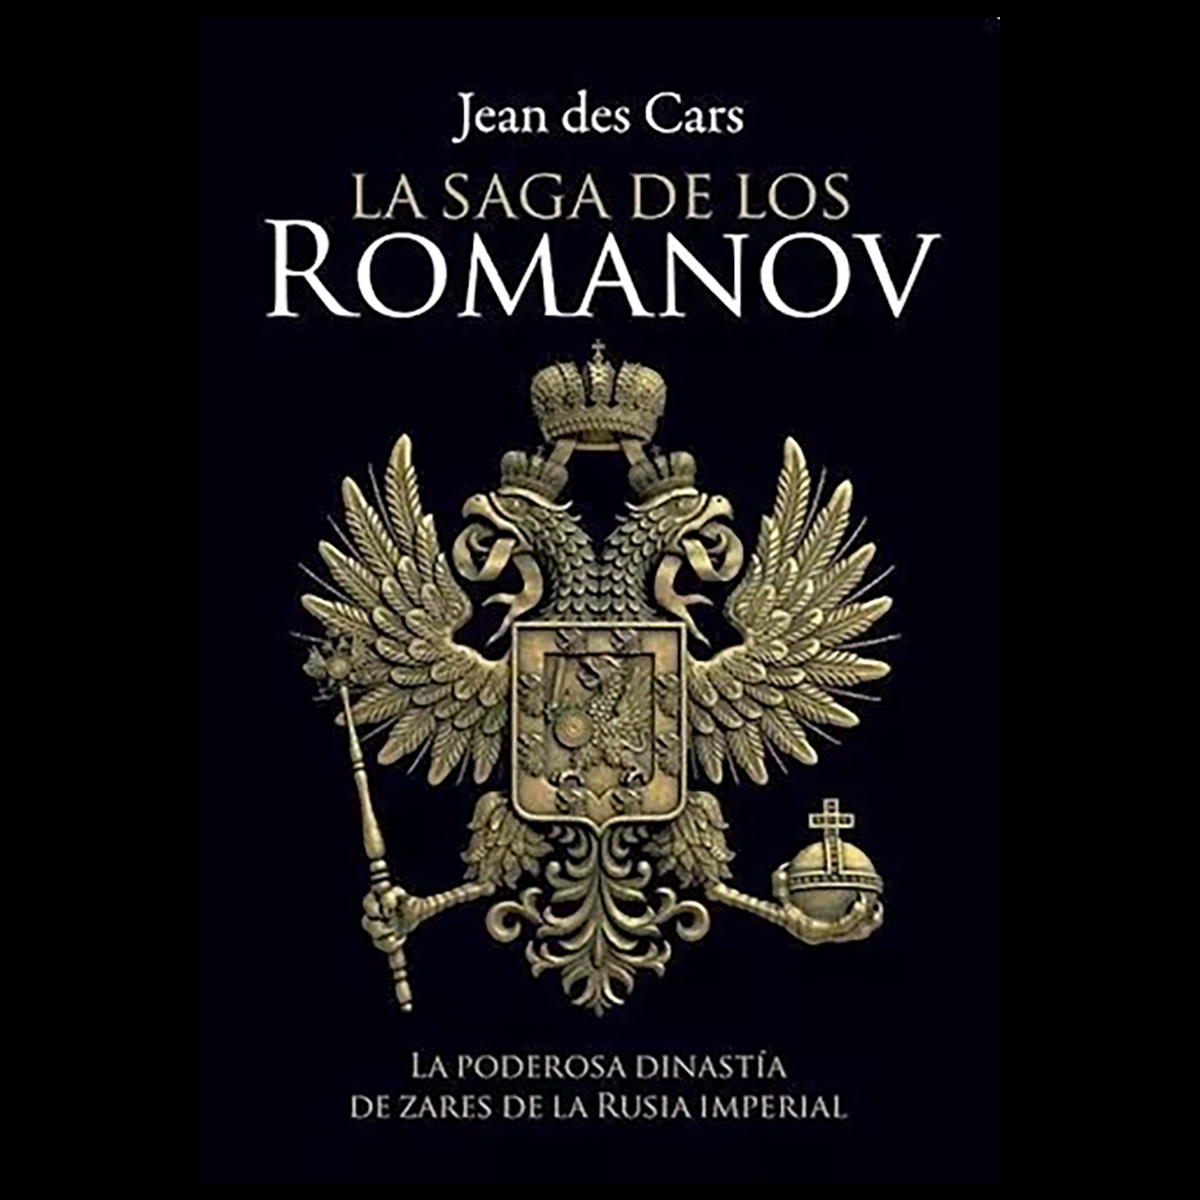 Jean des Cars
LA SAGA DE LOS
ROMANOV
LA PODEROSA DINASTÍA
DE ZARES DE LA RUSIA IMPERIAL